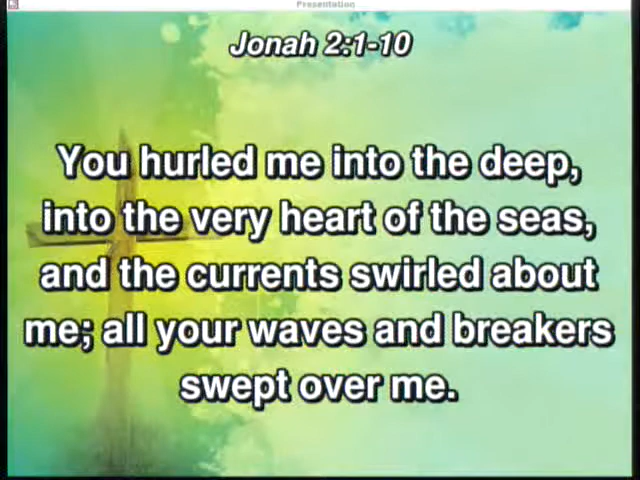 Presentation
Jonah 2:1-10
You hurled me into the deep,
into the very heart of the seas,
and the currents swirled about
me; all your waves and breakers
swept over me.